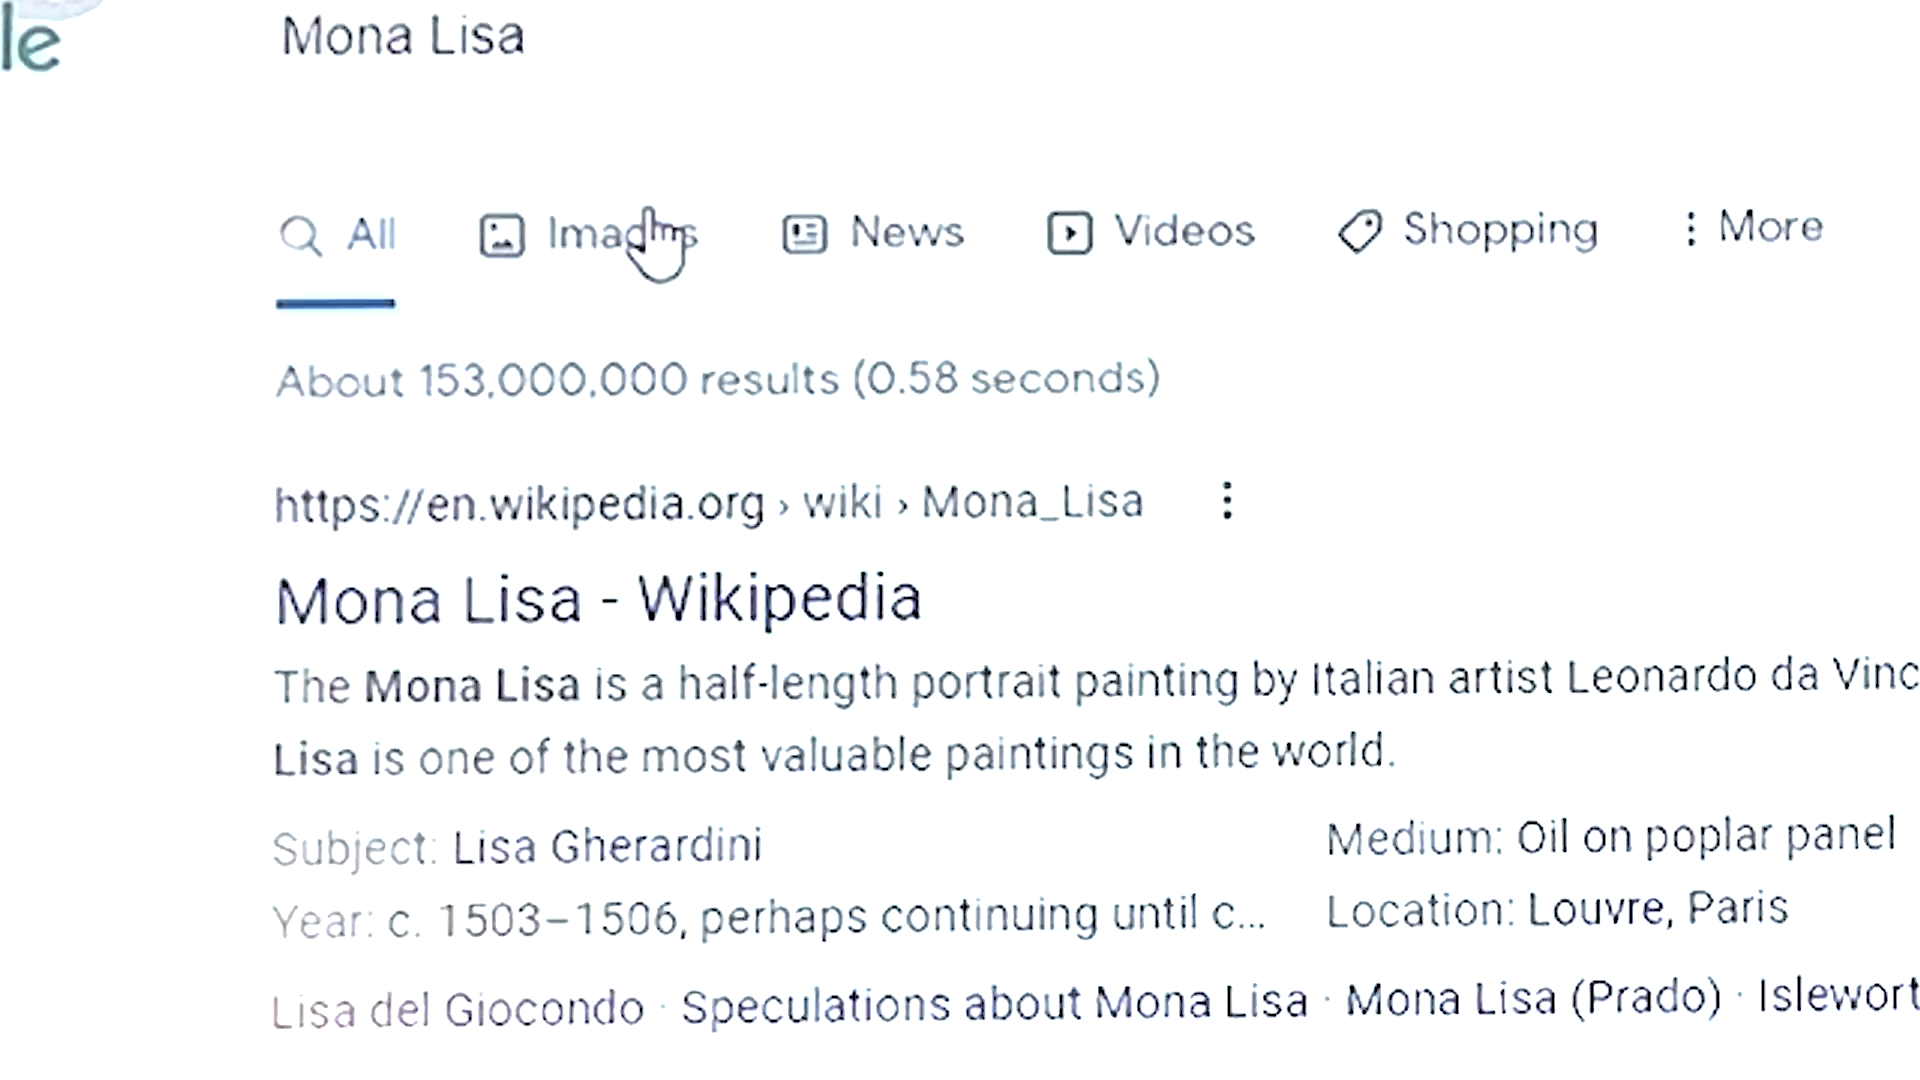 le
Mona Lisa
All Images News Videos Shopping More
About 153,000,000 results (0.58 seconds)
https://en.wikipedia.org › wiki › Mona_Lisa
Mona Lisa - Wikipedia
The Mona Lisa is a half-length portrait painting by Italian artist Leonardo da Vinc
Lisa is one of the most valuable paintings in the world.
Subject: Lisa Gherardini Medium: Oil on poplar panel
Year: c. 1503–1506, perhaps continuing until c... Location: Louvre, Paris
Lisa del Giocondo · Speculations about Mona Lisa · Mona Lisa (Prado) · Islewort